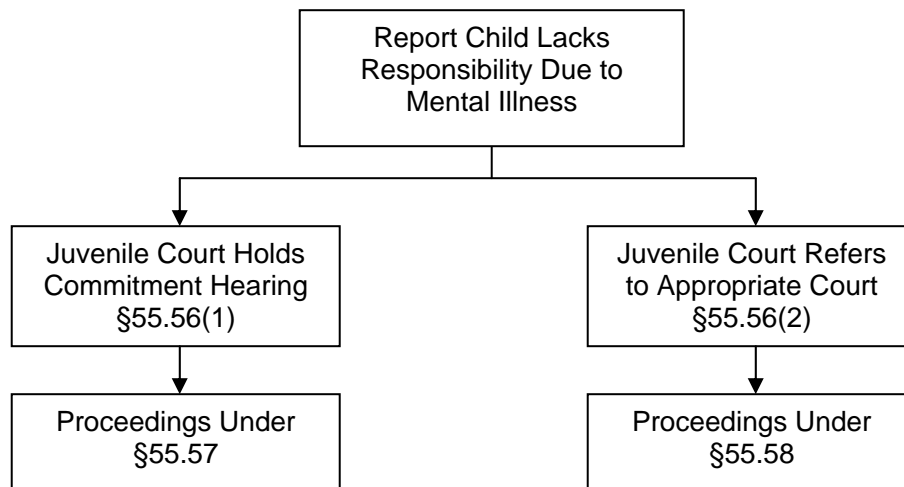 Report Child Lacks
Responsibility Due to
Mental Illness
Juvenile Court Holds
Commitment Hearing
§55.56(1)
Juvenile Court Refers
to Appropriate Court
§55.56(2)
Proceedings Under
§55.57
Proceedings Under
§55.58